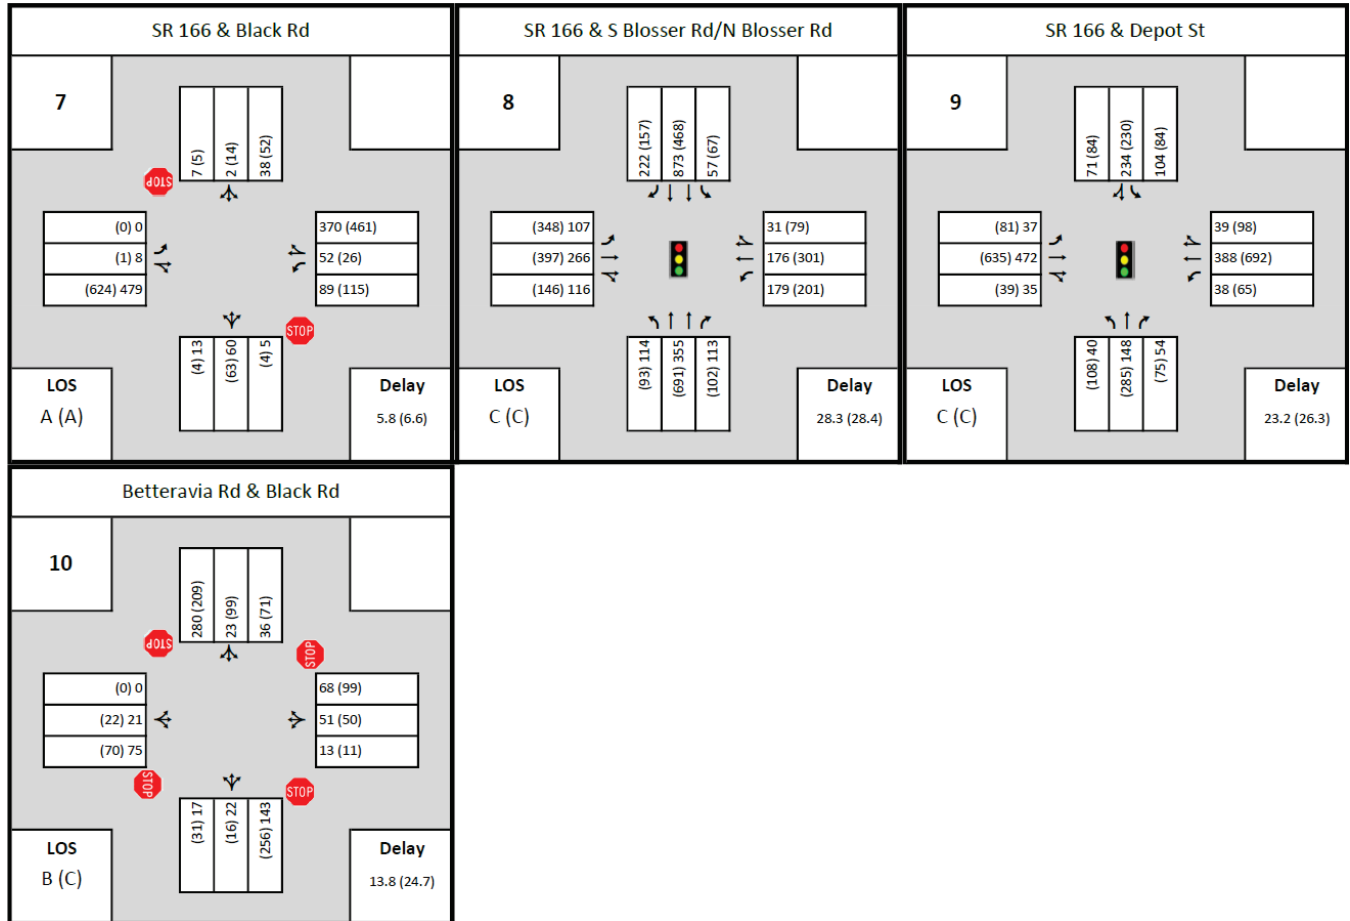 SR 166 & Black Rd
7
7 (5)
2 (14)
38 (52)
STOP
(0) 0
(1) 8
(624) 479
370 (461)
52 (26)
89 (115)
STOP
(4) 13
(63) 60
(4) 5
LOS
A (A)
Delay
5.8 (6.6)
SR 166 & S Blosser Rd/N Blosser Rd
8
222 (157)
873 (468)
57 (67)
(348) 107
(397) 266
(146) 116
31 (79)
176 (301)
179 (201)
(93) 114
(691) 355
(102) 113
LOS
C (C)
Delay
28.3 (28.4)
SR 166 & Depot St
9
71 (84)
234 (230)
104 (84)
(81) 37
(635) 472
(39) 35
39 (98)
388 (692)
38 (65)
(108) 40
(285) 148
(75) 54
LOS
C (C)
Delay
23.2 (26.3)
Betteravia Rd & Black Rd
10
280 (209)
23 (99)
36 (71)
STOP
STOP
(0) 0
(22) 21
(70) 75
68 (99)
51 (50)
13 (11)
STOP
STOP
(31) 17
(16) 22
(256) 143
LOS
B (C)
Delay
13.8 (24.7)